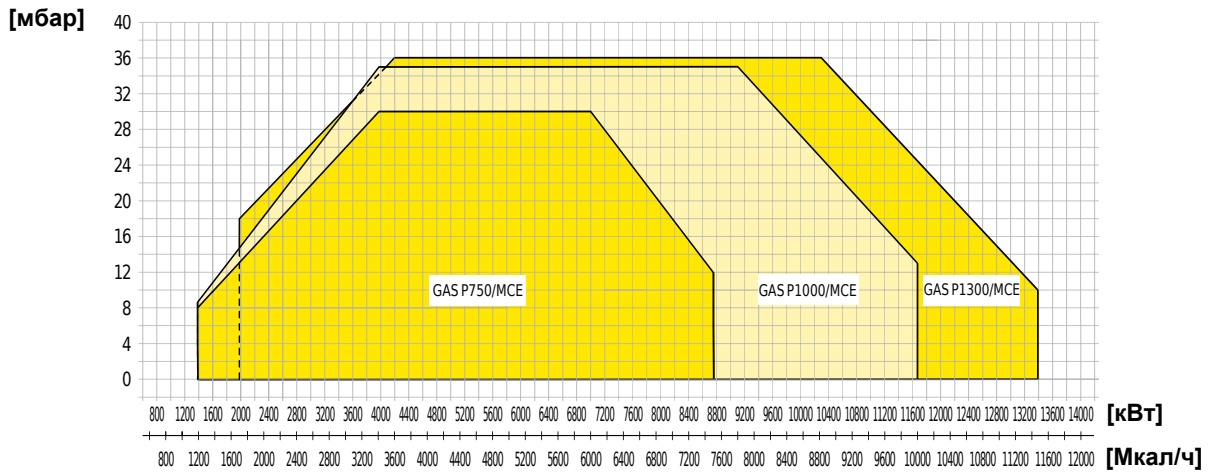 [мбар]
40
36
32
28
24
20
16
12
8
4
0
GAS P750/MCE
GAS P1000/MCE
GAS P1300/MCE
800 1200 1600 2000 2400 2800 3200 3600 4000 4400 4800 5200 5600 6000 6400 6800 7200 7600 8000 8400 8800 9200 9600 10000 10400 10800 11200 11600 12000 12400 12800 13200 13600 14000 [кВт]
800 1200 1600 2000 2400 2800 3200 3600 4000 4400 4800 5200 5600 6000 6400 6800 7200 7600 8000 8400 8800 9200 9600 10000 10400 10800 11200 11600 12000 [Мкал/ч]